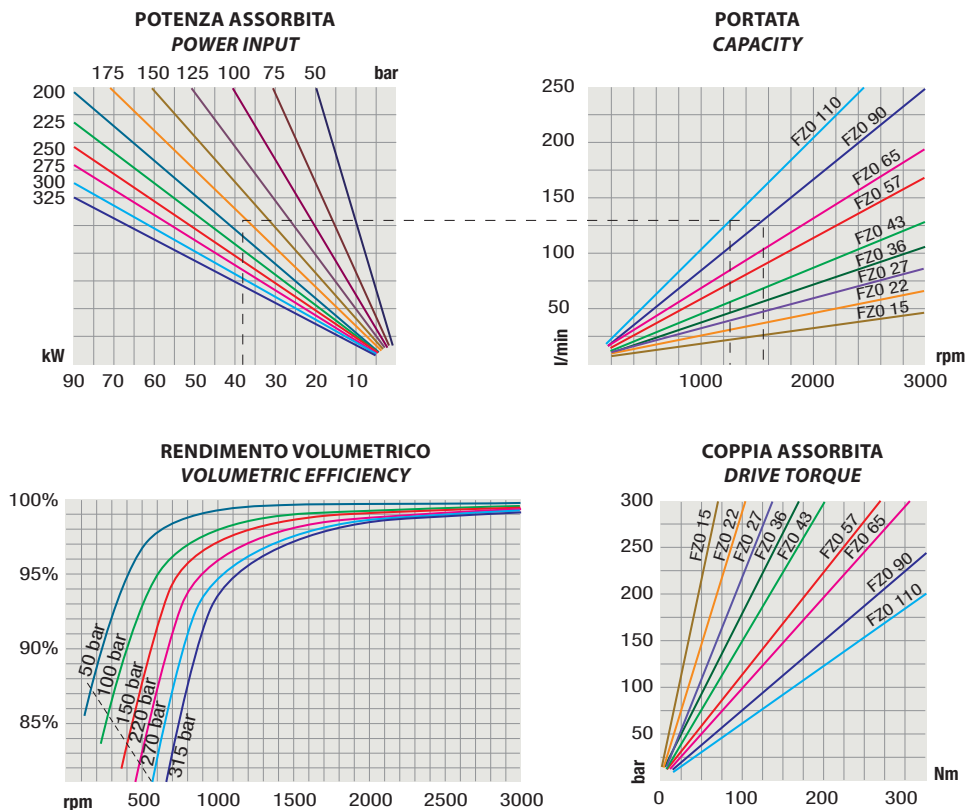 POTENZA ASSORBITA
POWER INPUT
175 150 125 100 75 50 bar
200
225
250
275
300
325
kW
90 70 60 50 40 30 20 10
PORTATA
CAPACITY
250
200
150
100
50
l/min
FZ0 110
FZ0 90
FZ0 65
FZ0 57
FZ0 43
FZ0 36
FZ0 27
FZ0 22
FZ0 15
rpm
1000 2000 3000
RENDIMENTO VOLUMETRICO
VOLUMETRIC EFFICIENCY
100%
95%
90%
85%
50 bar
100 bar
150 bar
220 bar
270 bar
315 bar
rpm 500 1000 1500 2000 2500 3000
COPPIA ASSORBITA
DRIVE TORQUE
300
250
200
150
100
50
bar
FZ0 15
FZ0 22
FZ0 27
FZ0 36
FZ0 43
FZ0 57
FZ0 65
FZ0 90
FZ0 110
Nm
0 100 200 300